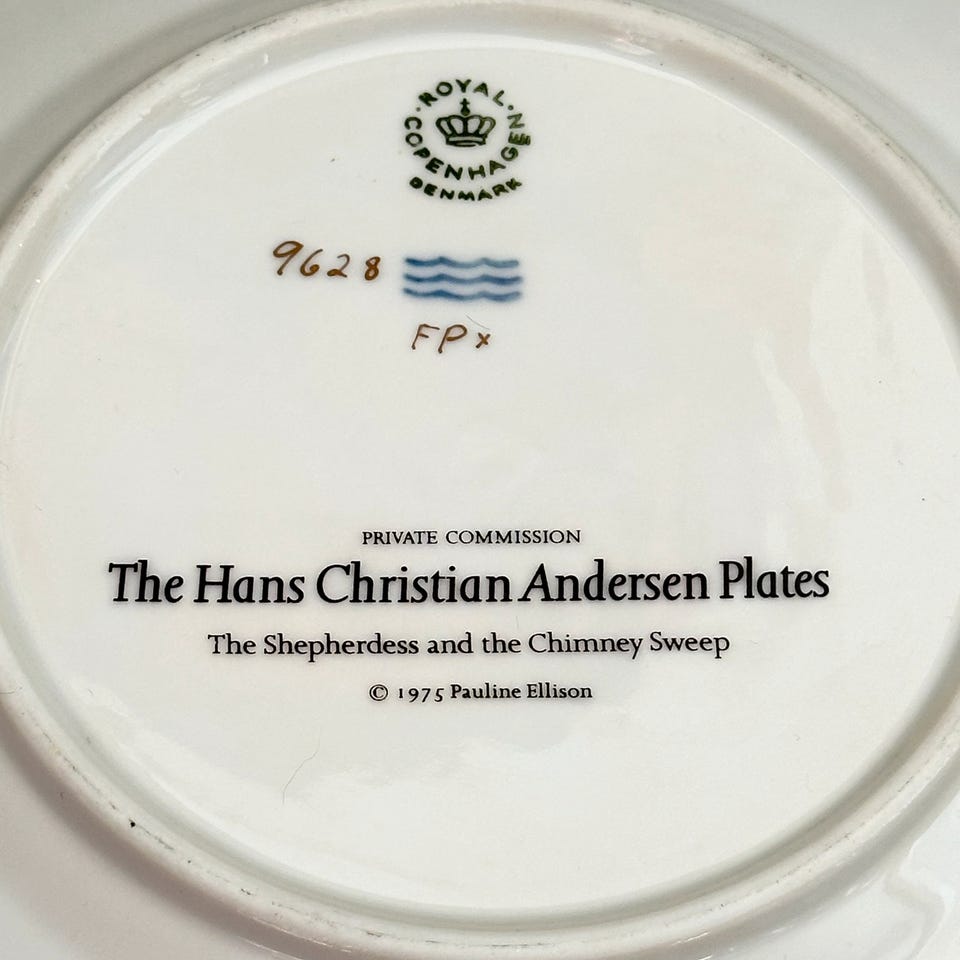 ROYAL · COPENHAGEN ·
DENMARK
9628
FPx
PRIVATE COMMISSION
The Hans Christian Andersen Plates
The Shepherdess and the Chimney Sweep
© 1975 Pauline Ellison